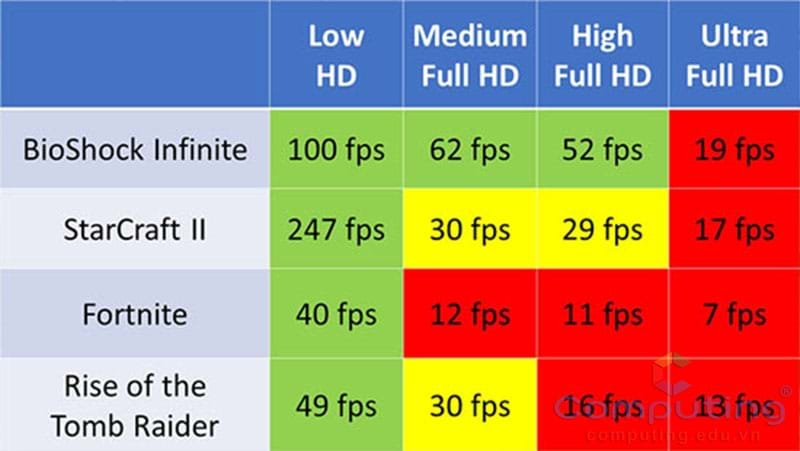 Low HD
Medium Full HD
High Full HD
Ultra Full HD
BioShock Infinite 100 fps 62 fps 52 fps 19 fps
StarCraft II 247 fps 30 fps 29 fps 17 fps
Fortnite 40 fps 12 fps 11 fps 7 fps
Rise of the
Tomb Raider 49 fps 30 fps 16 fps 13 fps
Computing®
computing.edu.vn